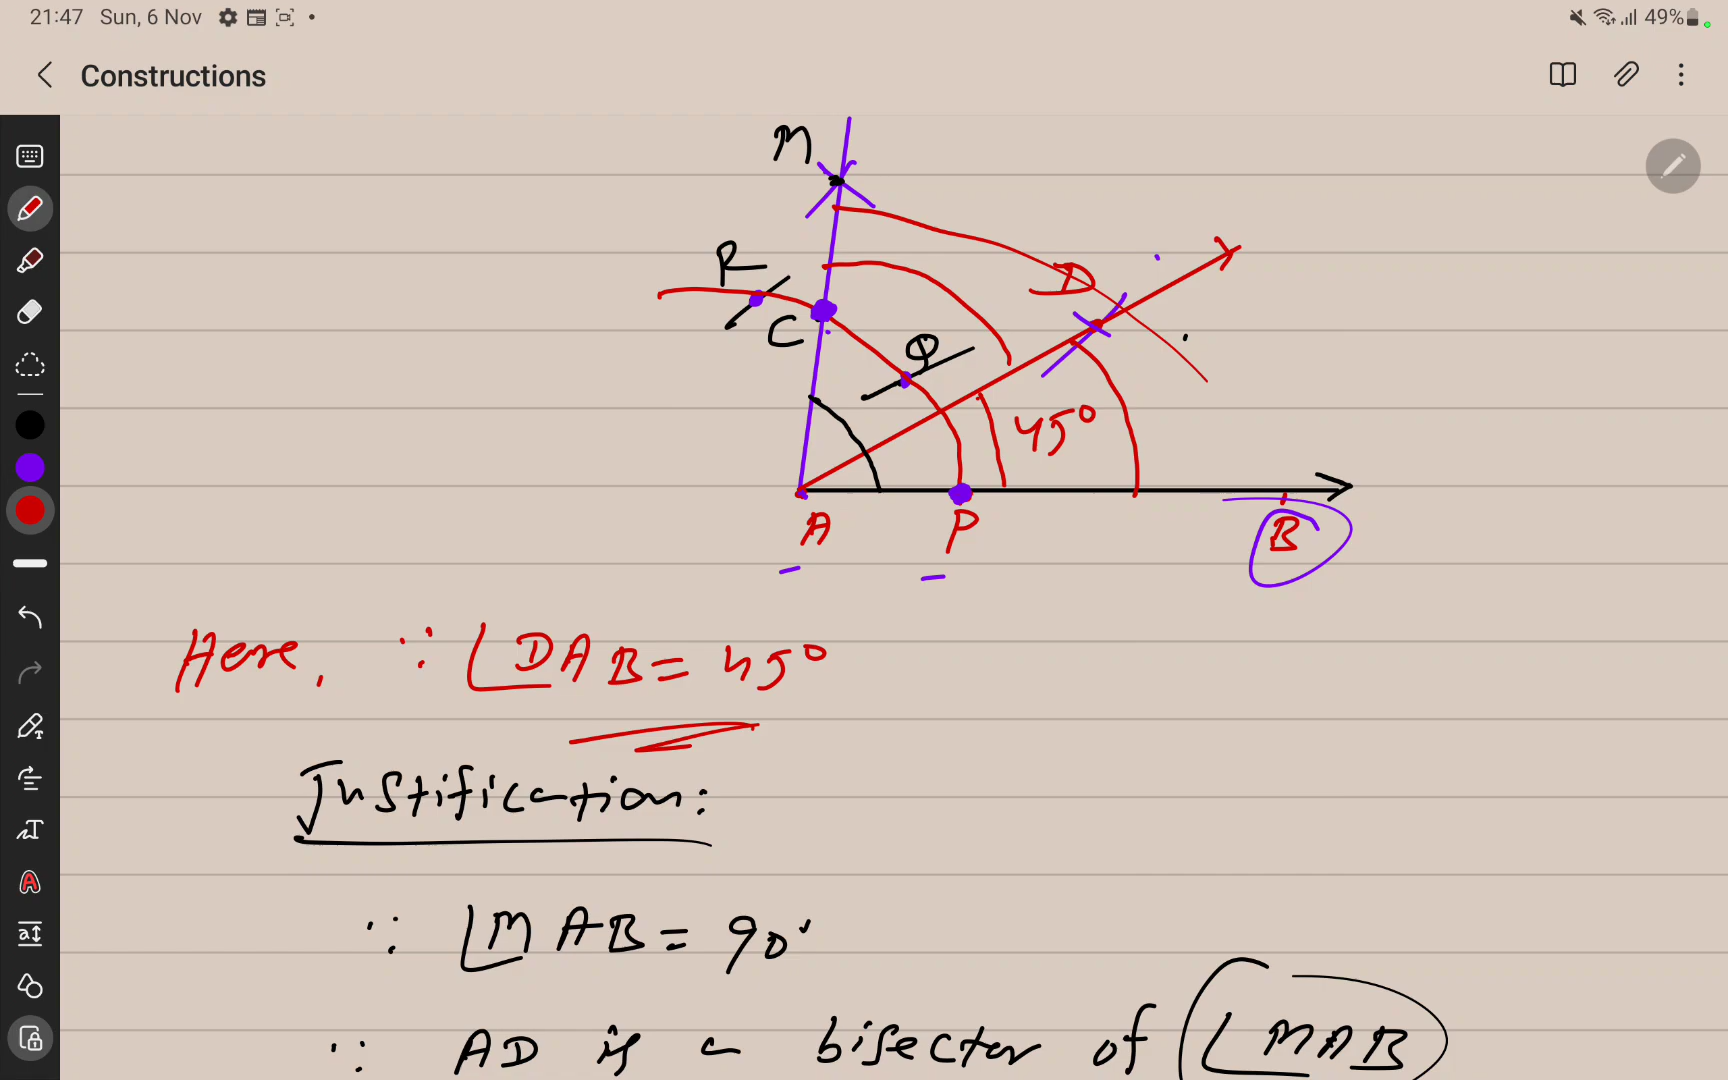 21:47 Sun, 6 Nov
49%
Constructions
M
R
D
C
Q
45°
A P B
Here, ∵ ∠DAB = 45°
Justification:
∵ ∠MAB = 90°
∵ AD is a bisector of ∠MAB